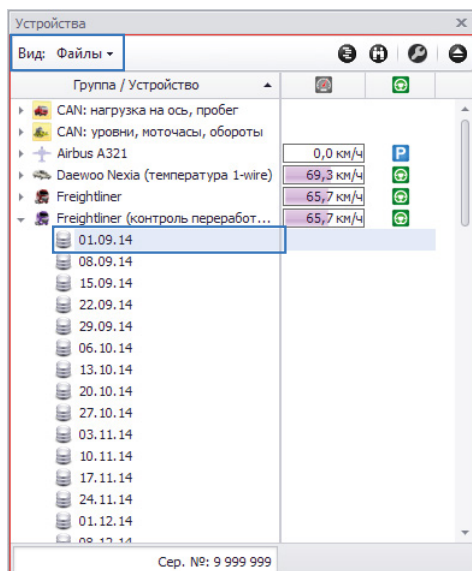 Устройства
Вид: Файлы
Группа / Устройство
CAN: нагрузка на ось, пробег
CAN: уровни, моточасы, обороты
Airbus A321 0,0 км/ч P
Daewoo Nexia (температура 1-wire) 69,3 км/ч
Freightliner 65,7 км/ч
Freightliner (контроль переработ... 65,7 км/ч
01.09.14
08.09.14
15.09.14
22.09.14
29.09.14
06.10.14
13.10.14
20.10.14
27.10.14
03.11.14
10.11.14
17.11.14
24.11.14
01.12.14
08.12.14
Сер. №: 9 999 999